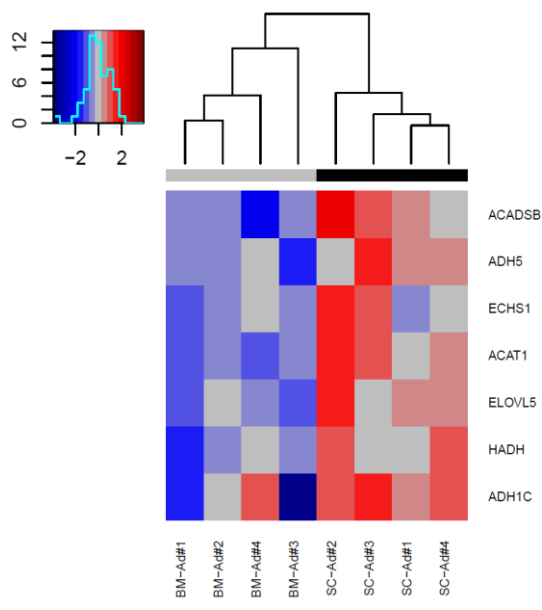 12
6
0
−2
2
ACADSB
ADH5
ECHS1
ACAT1
ELOVL5
HADH
ADH1C
BM−Ad#1
BM−Ad#2
BM−Ad#4
BM−Ad#3
SC−Ad#2
SC−Ad#3
SC−Ad#1
SC−Ad#4